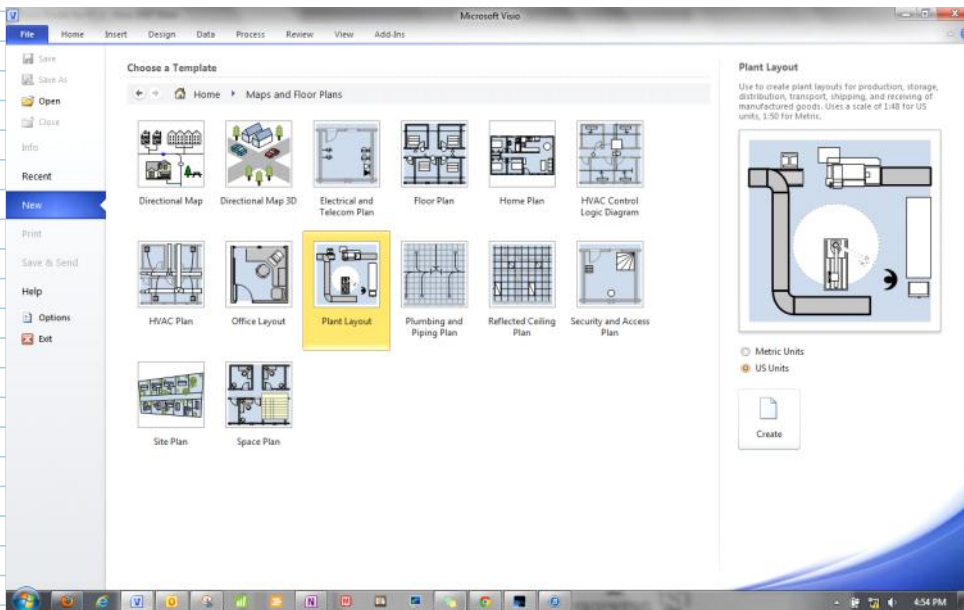 Microsoft Visio
File Home Insert Design Data Process Review View Add-Ins
Save
Save As
Open
Close
Info
Recent
New
Print
Save & Send
Help
Options
Exit
Choose a Template
Home Maps and Floor Plans
Directional Map
Directional Map 3D
Electrical and
Telecom Plan
Floor Plan
Home Plan
HVAC Control
Logic Diagram
HVAC Plan
Office Layout
Plant Layout
Plumbing and
Piping Plan
Reflected Ceiling
Plan
Security and Access
Plan
Site Plan
Space Plan
Plant Layout
Use to create plant layouts for production, storage,
distribution, transport, shipping, and receiving of
manufactured goods. Uses a scale of 1:48 for US
units, 1:50 for Metric.
Metric Units
US Units
Create
4:54 PM